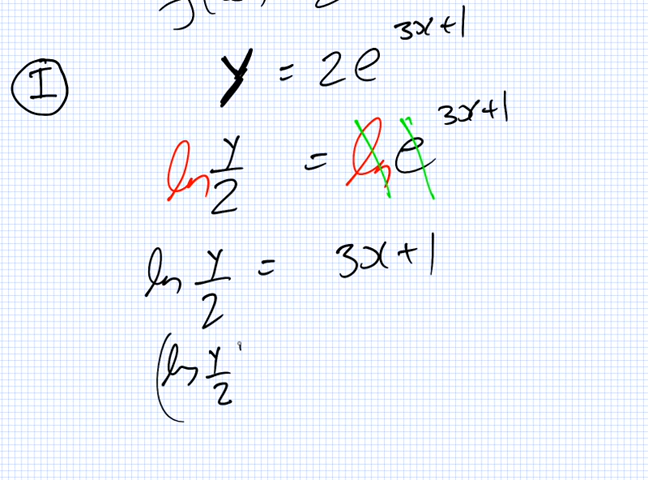 I y = 2e^{3x+1}
ln y/2 = ln e^{3x+1}
ln y/2 = 3x+1
(ln y/2